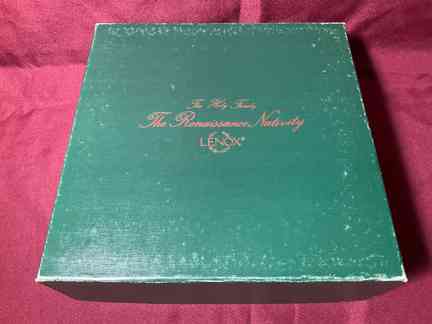 The Holy Family
The Renaissance Nativity
LENOX®